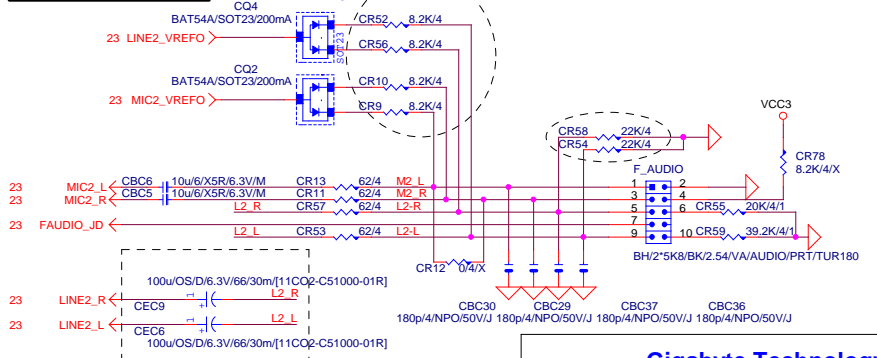 CQ4
BAT54A/SOT23/200mA
23 LINE2_VREFO
SOT23
CR52 8.2K/4
CR56 8.2K/4
CQ2
BAT54A/SOT23/200mA
23 MIC2_VREFO
CR10 8.2K/4
CR9 8.2K/4
CR58 22K/4
CR54 22K/4
VCC3
CR78
8.2K/4/X
F_AUDIO
23 MIC2_L CBC6 10u/6/X5R/6.3V/M CR13 62/4 M2_L 1 2
23 MIC2_R CBC5 10u/6/X5R/6.3V/M CR11 62/4 M2_R 3 4
L2_R CR57 62/4 L2-R 5 6 CR55 20K/4/1
23 FAUDIO_JD 7
L2_L CR53 62/4 L2-L 9 10 CR59 39.2K/4/1
BH/2*5K8/BK/2.54/VA/AUDIO/PRT/TUR180
CR12 0/4/X
100u/OS/D/6.3V/66/30m/[11CO2-C51000-01R]
23 LINE2_R 1 + L2_R
CEC9
23 LINE2_L 1 + L2_L
CEC6
100u/OS/D/6.3V/66/30m/[11CO2-C51000-01R]
CBC30 CBC29 CBC37 CBC36
180p/4/NPO/50V/J 180p/4/NPO/50V/J 180p/4/NPO/50V/J 180p/4/NPO/50V/J